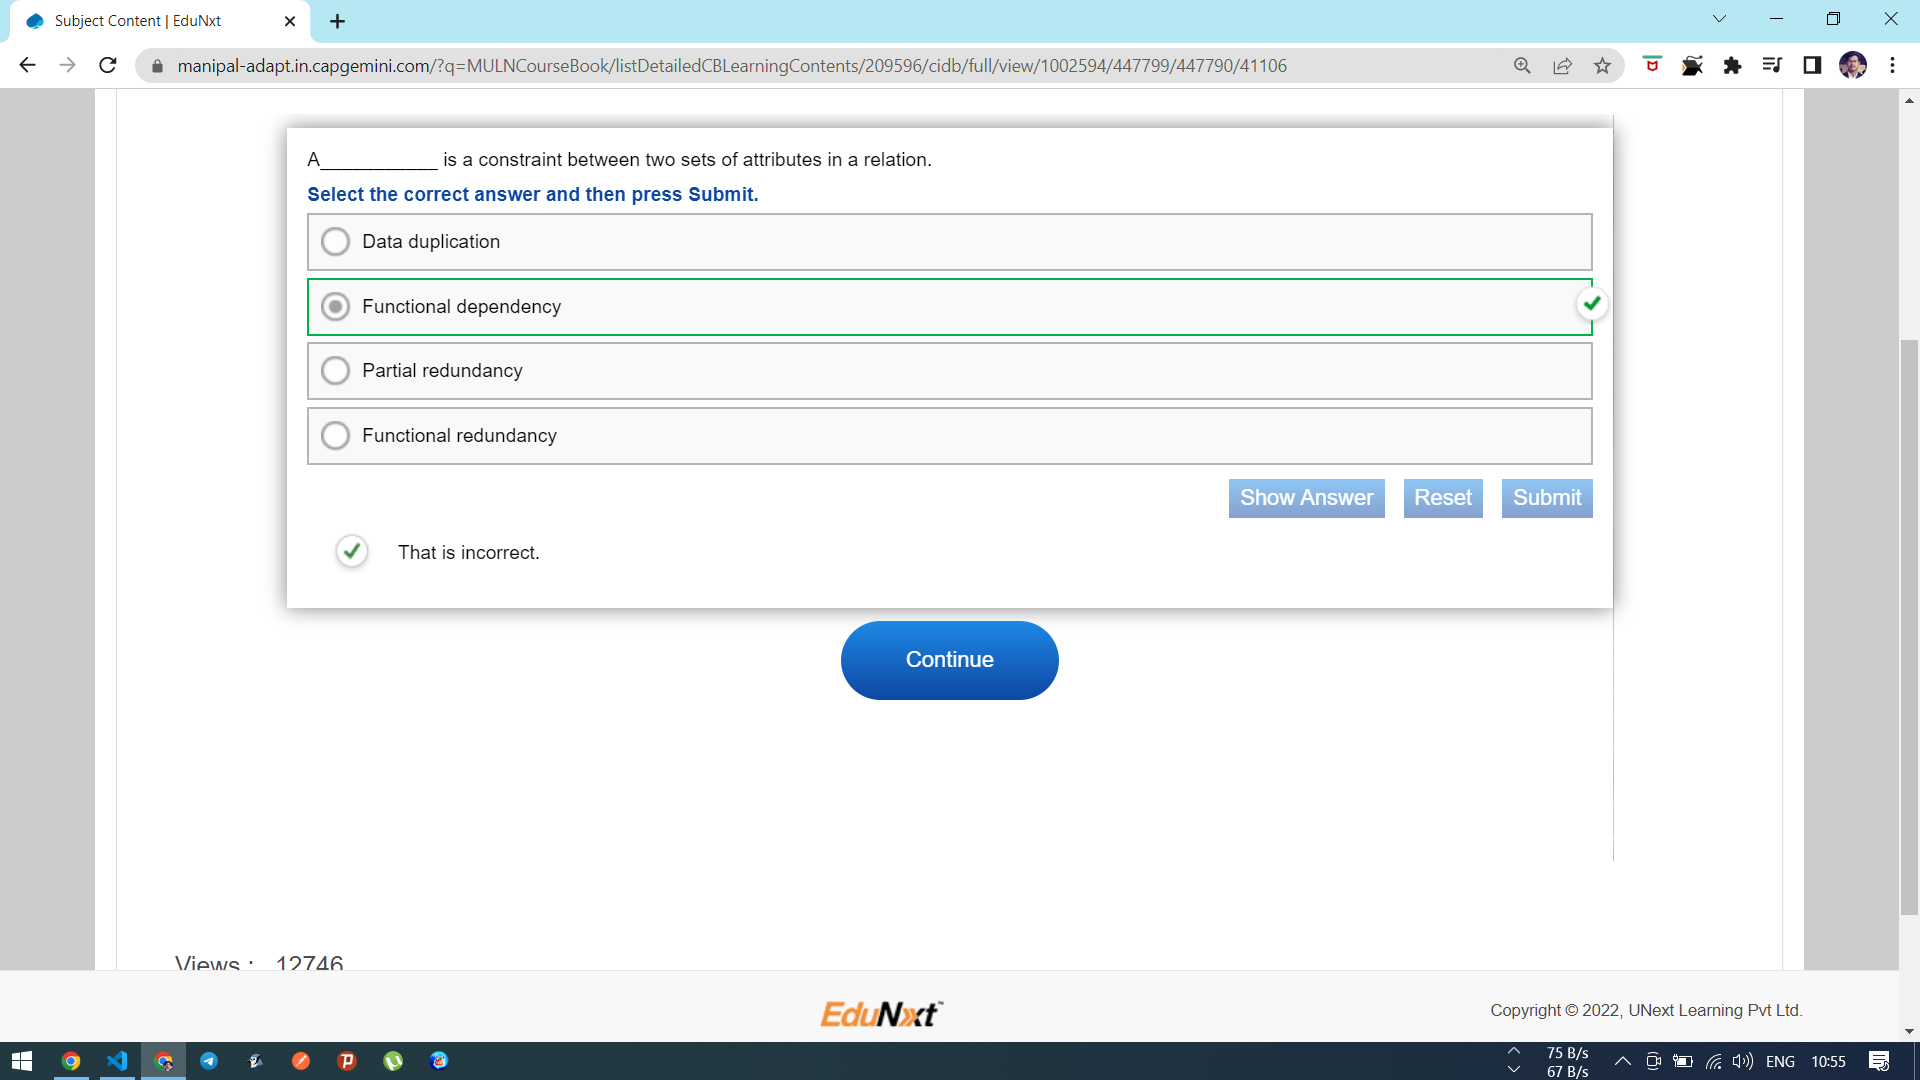 Subject Content | EduNxt
manipal-adapt.in.capgemini.com/?q=MULNCourseBook/listDetailedCBLearningContents/209596/cidb/full/view/1002594/447799/447790/41106
A___________ is a constraint between two sets of attributes in a relation.
Select the correct answer and then press Submit.
Data duplication
Functional dependency
Partial redundancy
Functional redundancy
Show Answer Reset Submit
That is incorrect.
Continue
Views : 12746
EduNxt
Copyright © 2022, UNext Learning Pvt Ltd.
75 B/s
67 B/s
ENG 10:55